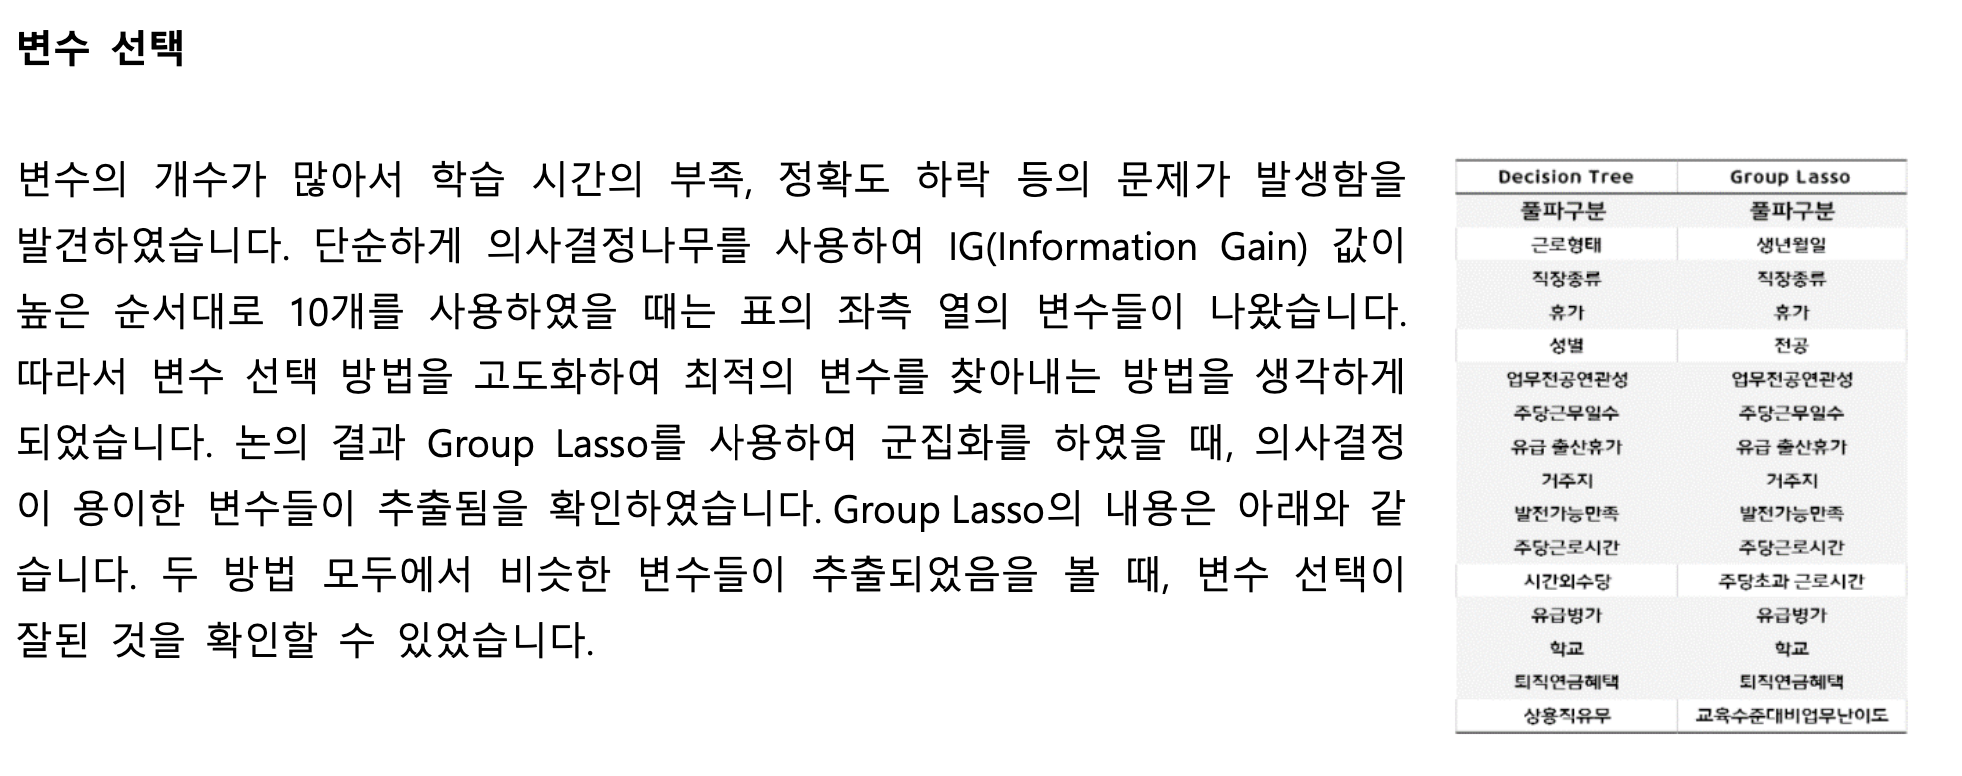 변수 선택
변수의 개수가 많아서 학습 시간의 부족, 정확도 하락 등의 문제가 발생함을
발견하였습니다. 단순하게 의사결정나무를 사용하여 IG(Information Gain) 값이
높은 순서대로 10개를 사용하였을 때는 표의 좌측 열의 변수들이 나왔습니다.
따라서 변수 선택 방법을 고도화하여 최적의 변수를 찾아내는 방법을 생각하게
되었습니다. 논의 결과 Group Lasso를 사용하여 군집화를 하였을 때, 의사결정
이 용이한 변수들이 추출됨을 확인하였습니다. Group Lasso의 내용은 아래와 같
습니다. 두 방법 모두에서 비슷한 변수들이 추출되었음을 볼 때, 변수 선택이
잘된 것을 확인할 수 있었습니다.
Decision Tree Group Lasso
풀파구분 풀파구분
근로형태 생년월일
직장종류 직장종류
휴가 휴가
성별 전공
업무전공연관성 업무전공연관성
주당근무일수 주당근무일수
유급 출산휴가 유급 출산휴가
거주지 거주지
발전가능만족 발전가능만족
주당근로시간 주당근로시간
시간외수당 주당초과 근로시간
유급병가 유급병가
학교 학교
퇴직연금혜택 퇴직연금혜택
상용직유무 교육수준대비업무난이도